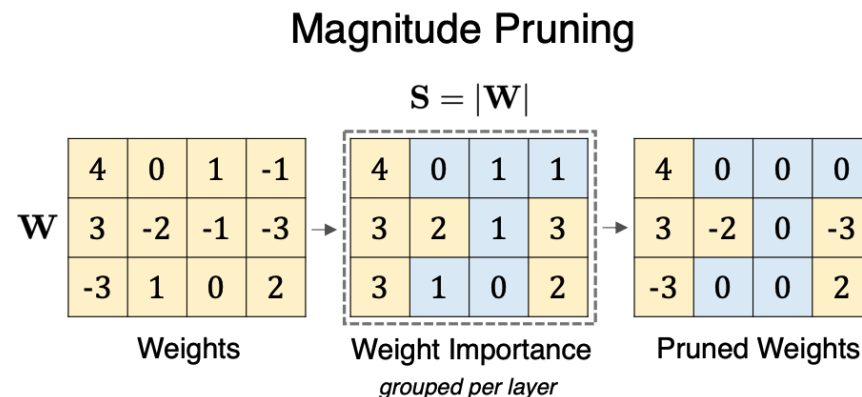 Magnitude Pruning
S = |W|
4 0 1 -1 4 0 1 1 4 0 0 0
W 3 -2 -1 -3 3 2 1 3 3 -2 0 -3
-3 1 0 2 3 1 0 2 -3 0 0 2
Weights Weight Importance Pruned Weights
grouped per layer